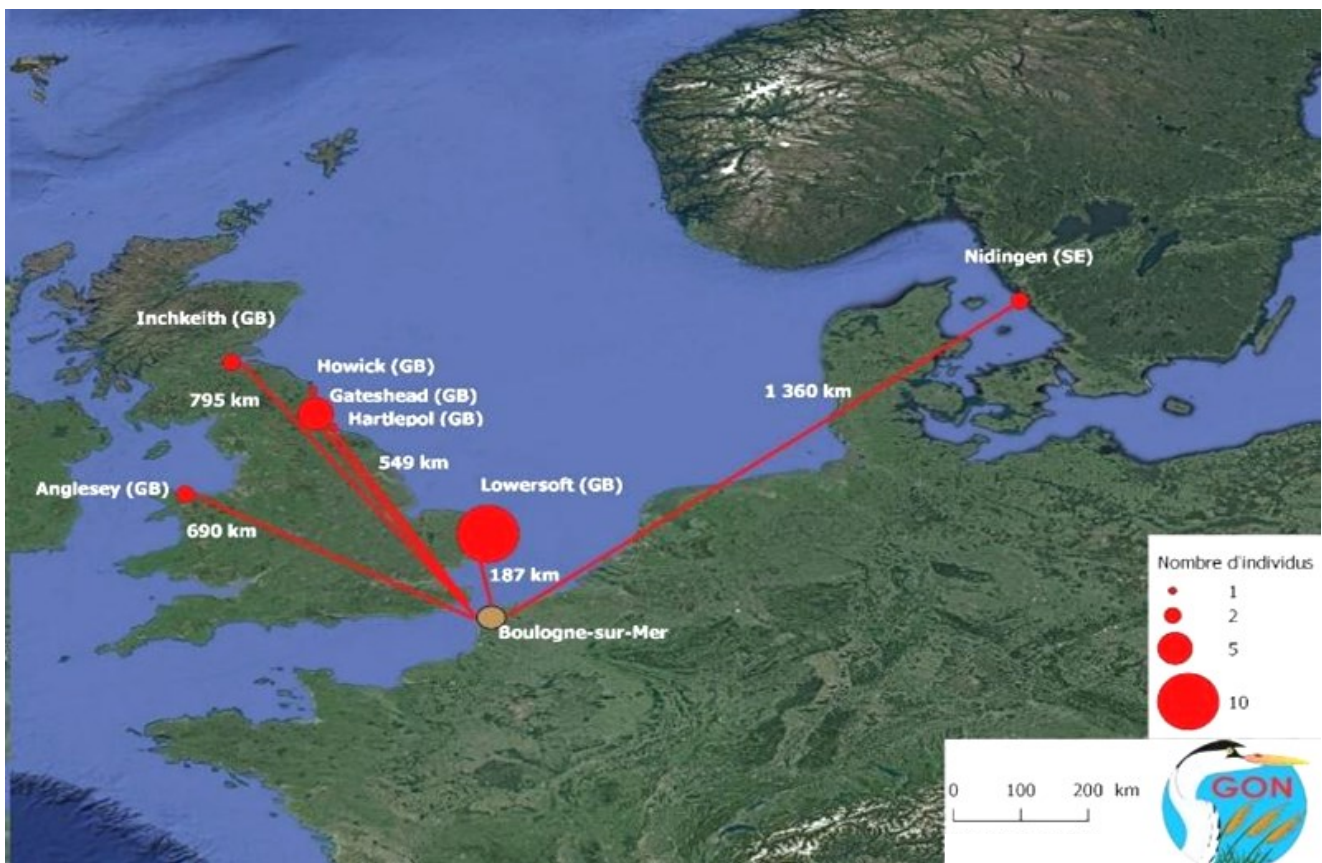 Nidingen (SE)
Inchkeith (GB)
Howick (GB)
Gateshead (GB)
Hartlepol (GB)
795 km
1 360 km
549 km
Anglesey (GB)
Lowersoft (GB)
690 km
187 km
Boulogne-sur-Mer
Nombre d'individus
1
2
5
10
0 100 200 km
GON